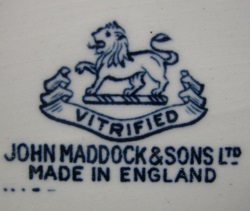 VITRIFIED
JOHN MADDOCK & SONS LTD
MADE IN ENGLAND